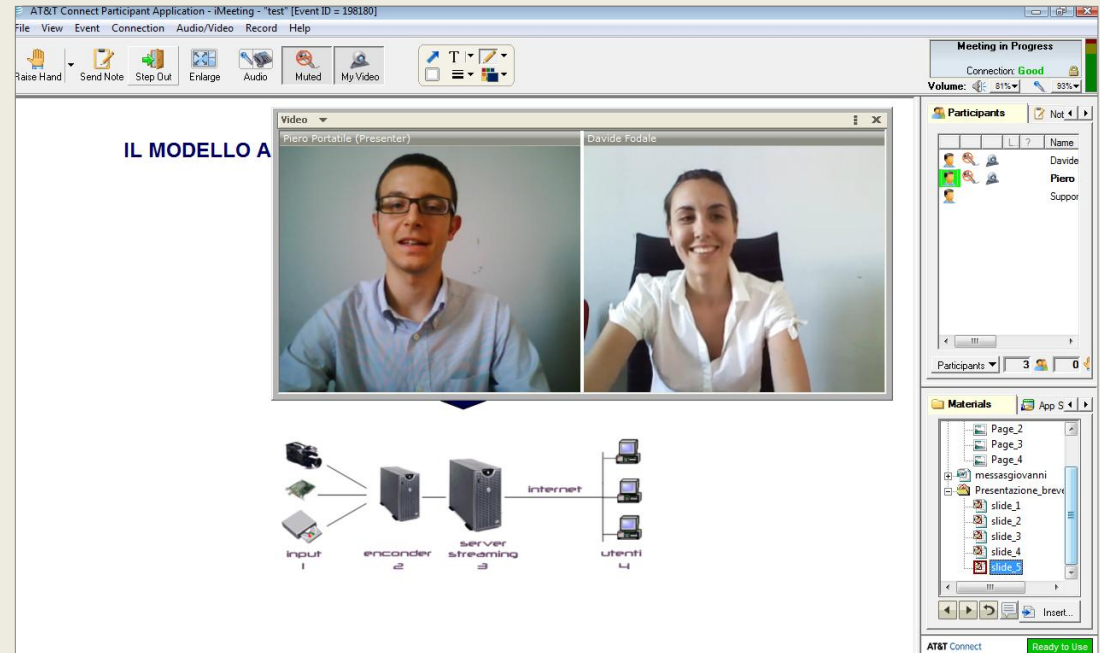 AT&T Connect Participant Application - iMeeting - "test" [Event ID = 198180]
File View Event Connection Audio/Video Record Help
Raise Hand Send Note Step Out Enlarge Audio Muted My Video
T
Meeting in Progress
Connection: Good
Volume: 81% 93%
Video
Piero Portatile (Presenter) Davide Fodale
IL MODELLO A
Participants Not
L ? Name
Davide
Piero
Suppor
Participants 3 0
Materials App S
Page_2
Page_3
Page_4
messasgiovanni
Presentazione_breve
slide_1
slide_2
slide_3
slide_4
slide_5
Insert...
internet
input enconder server streaming utenti
1 2 3 4
AT&T Connect Ready to Use